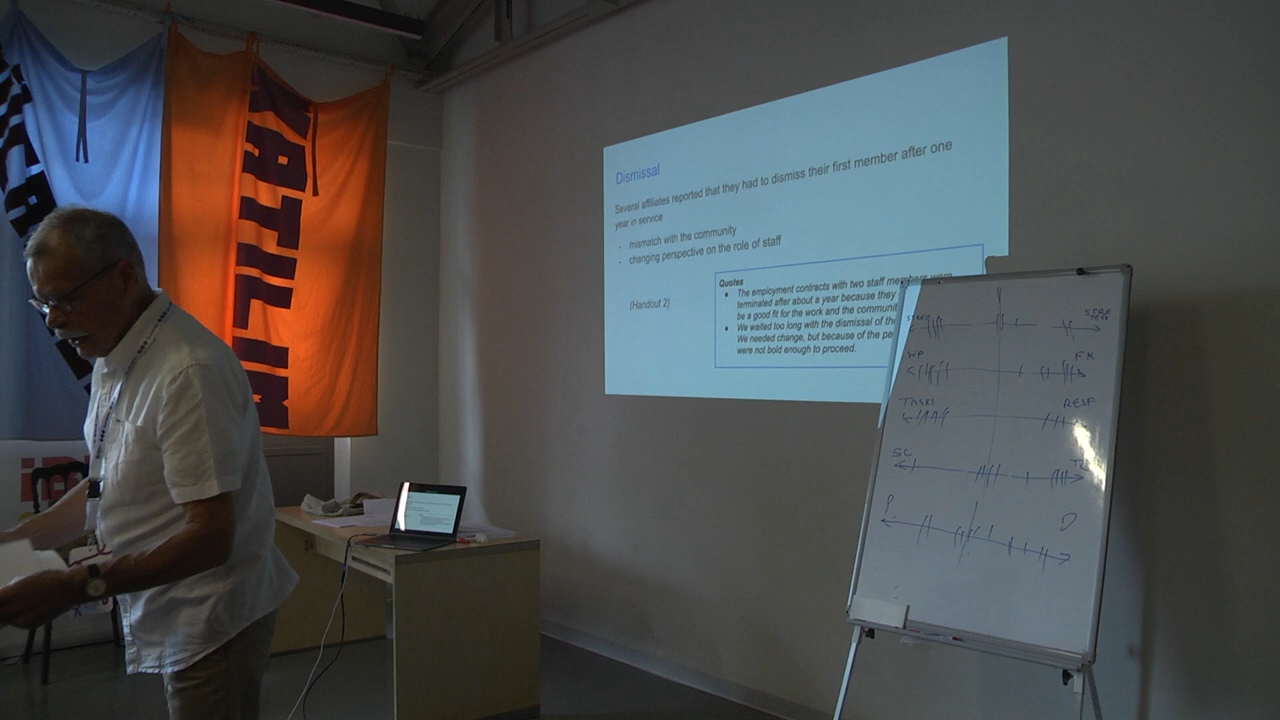 KATILIM
Dismissal
Several affiliates reported that they had to dismiss their first member after one
year in service
- mismatch with the community
- changing perspective on the role of staff
(Handout 2)
Quotes
• The employment contracts with two staff members were
terminated after about a year because they
be a good fit for the work and the
• We waited too long with the dismissal of
We needed change, but because of the
were not bold enough to proceed.
WP FK
TASKS RESP
SC
P D